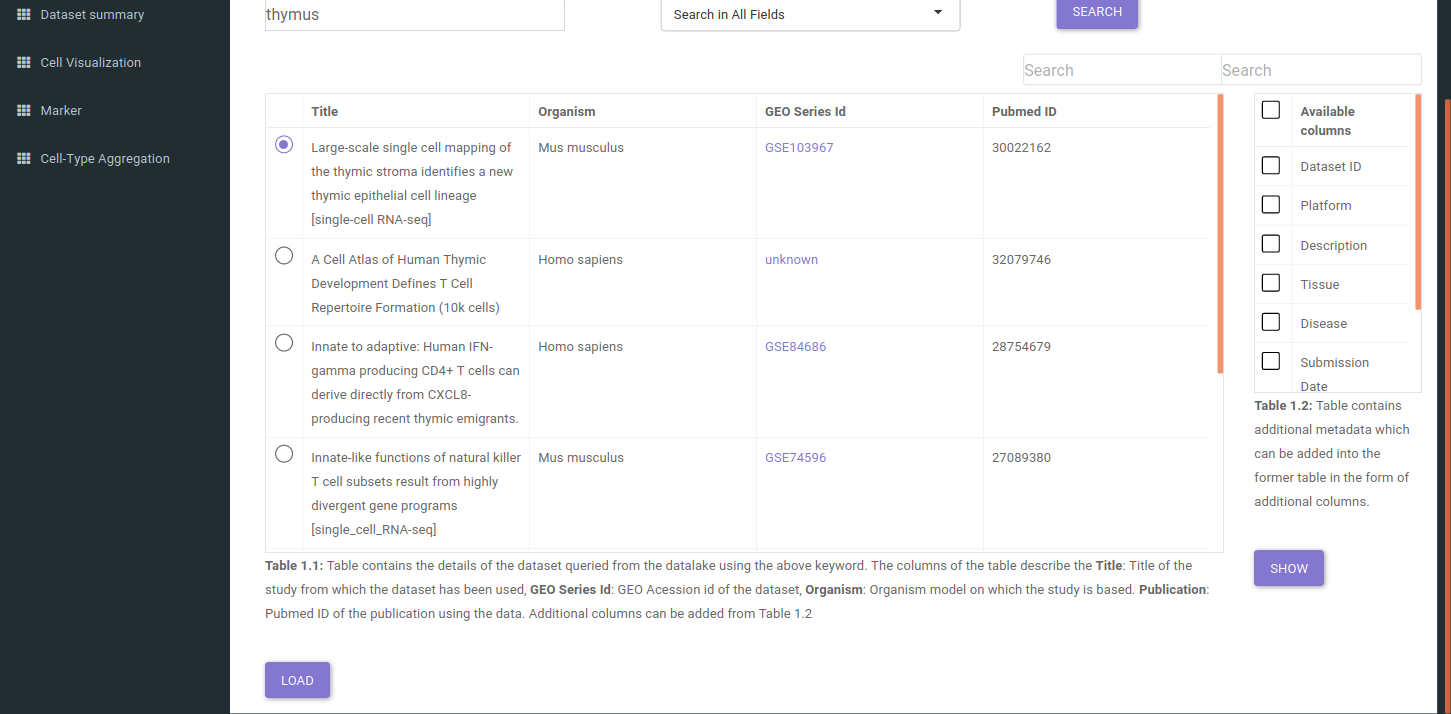 Dataset summary
Cell Visualization
Marker
Cell-Type Aggregation
thymus
Search in All Fields
SEARCH
Search
Search
Title
Organism
GEO Series Id
Pubmed ID
Large-scale single cell mapping of
the thymic stroma identifies a new
thymic epithelial cell lineage
[single-cell RNA-seq]
Mus musculus
GSE103967
30022162
A Cell Atlas of Human Thymic
Development Defines T Cell
Repertoire Formation (10k cells)
Homo sapiens
unknown
32079746
Innate to adaptive: Human IFN-
gamma producing CD4+ T cells can
derive directly from CXCL8-
producing recent thymic emigrants.
Homo sapiens
GSE84686
28754679
Innate-like functions of natural killer
T cell subsets result from highly
divergent gene programs
[single_cell_RNA-seq]
Mus musculus
GSE74596
27089380
Table 1.1: Table contains the details of the dataset queried from the datalake using the above keyword. The columns of the table describe the Title: Title of the
study from which the dataset has been used, GEO Series Id: GEO Acession id of the dataset, Organism: Organism model on which the study is based. Publication:
Pubmed ID of the publication using the data. Additional columns can be added from Table 1.2
LOAD
Available
columns
Dataset ID
Platform
Description
Tissue
Disease
Submission
Date
Table 1.2: Table contains
additional metadata which
can be added into the
former table in the form of
additional columns.
SHOW